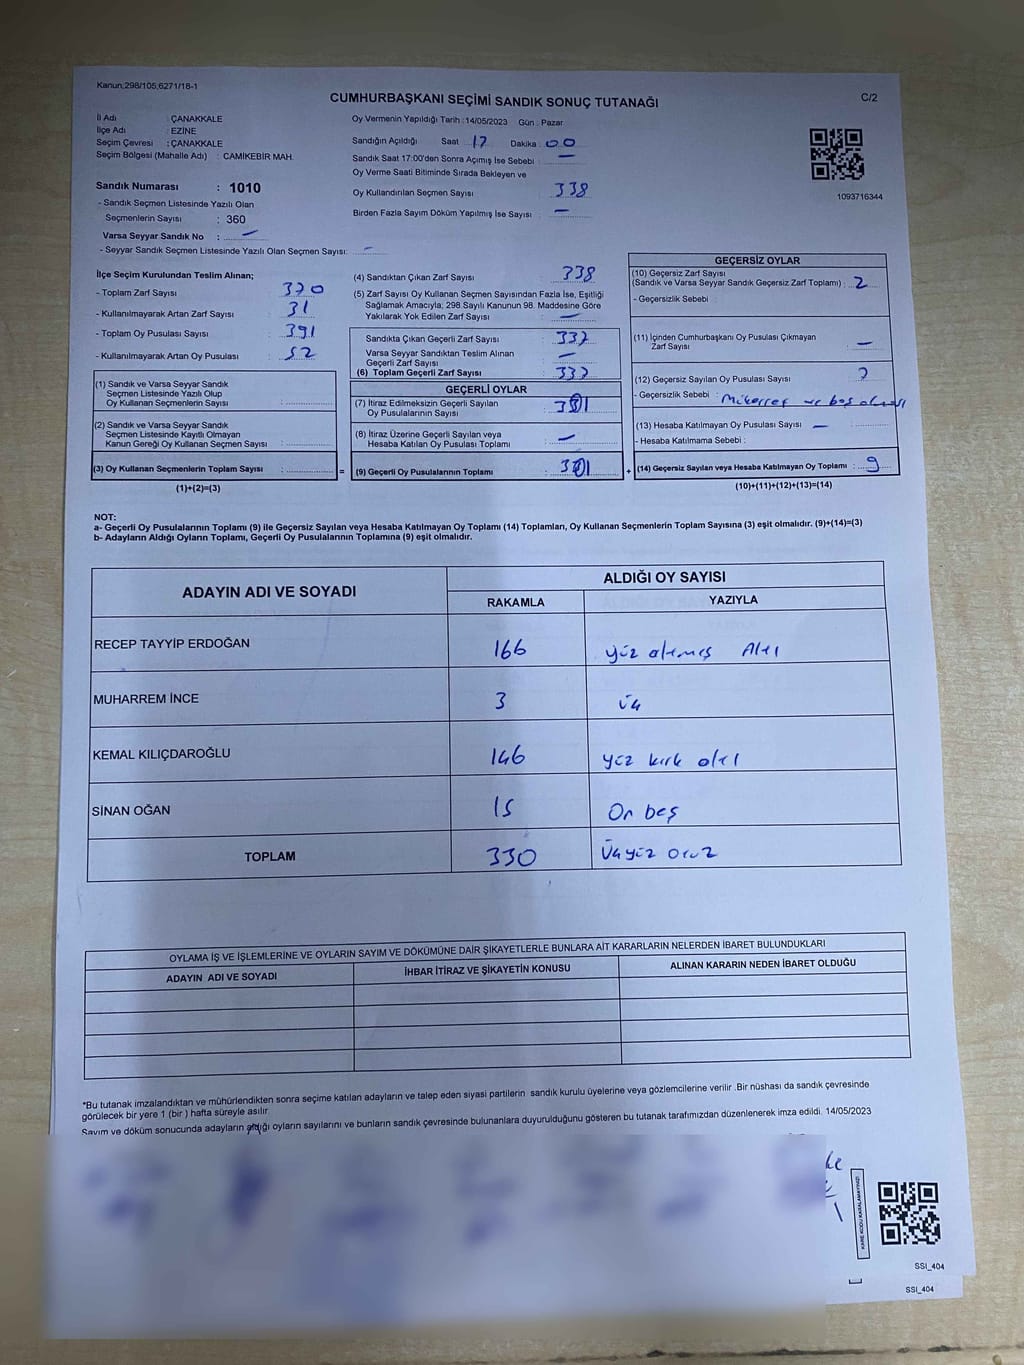 Kanun;298/105;6271/18-1
CUMHURBAŞKANI SEÇİMİ SANDIK SONUÇ TUTANAĞI
C/2
İl Adı : ÇANAKKALE
İlçe Adı : EZİNE
Seçim Çevresi : ÇANAKKALE
Seçim Bölgesi (Mahalle Adı) : CAMİKEBİR MAH.
Oy Vermenin Yapıldığı Tarih :14/05/2023 Gün : Pazar
Sandığın Açıldığı Saat : 17 Dakika : 00
Sandık Saat 17:00'den Sonra Açımış İse Sebebi : —
Oy Verme Saati Bitiminde Sırada Bekleyen ve
Oy Kullandırılan Seçmen Sayısı : 338
Birden Fazla Sayım Döküm Yapılmış İse Sayısı : —
1093716344
Sandık Numarası : 1010
- Sandık Seçmen Listesinde Yazılı Olan
Seçmenlerin Sayısı : 360
Varsa Seyyar Sandık No : —
- Seyyar Sandık Seçmen Listesinde Yazılı Olan Seçmen Sayısı: —
İlçe Seçim Kurulundan Teslim Alınan;
- Toplam Zarf Sayısı : 370
- Kullanılmayarak Artan Zarf Sayısı : 31
- Toplam Oy Pusulası Sayısı : 391
- Kullanılmayarak Artan Oy Pusulası : 52
(1) Sandık ve Varsa Seyyar Sandık
Seçmen Listesinde Yazılı Olup
Oy Kullanan Seçmenlerin Sayısı :
(2) Sandık ve Varsa Seyyar Sandık
Seçmen Listesinde Kayıtlı Olmayan
Kanun Gereği Oy Kullanan Seçmen Sayısı :
(3) Oy Kullanan Seçmenlerin Toplam Sayısı : =
(1)+(2)=(3)
(4) Sandıktan Çıkan Zarf Sayısı : 338
(5) Zarf Sayısı Oy Kullanan Seçmen Sayısından Fazla İse, Eşitliği
Sağlamak Amacıyla; 298 Sayılı Kanunun 98. Maddesine Göre
Yakılarak Yok Edilen Zarf Sayısı : —
Sandıkta Çıkan Geçerli Zarf Sayısı : 337
Varsa Seyyar Sandıktan Teslim Alınan
Geçerli Zarf Sayısı : —
(6) Toplam Geçerli Zarf Sayısı : 337
GEÇERLİ OYLAR
(7) İtiraz Edilmeksizin Geçerli Sayılan
Oy Pusulalarının Sayısı :
(8) İtiraz Üzerine Geçerli Sayılan veya
Hesaba Katılan Oy Pusulası Toplamı : —
(9) Geçerli Oy Pusulalarının Toplamı : +
GEÇERSİZ OYLAR
(10) Geçersiz Zarf Sayısı
(Sandık ve Varsa Seyyar Sandık Geçersiz Zarf Toplamı) : 2
- Geçersizlik Sebebi :
(11) İçinden Cumhurbaşkanı Oy Pusulası Çıkmayan
Zarf Sayısı : —
(12) Geçersiz Sayılan Oy Pusulası Sayısı :
- Geçersizlik Sebebi : Mükerrer ve boş olması
(13) Hesaba Katılmayan Oy Pusulası Sayısı : —
- Hesaba Katılmama Sebebi :
(14) Geçersiz Sayılan veya Hesaba Katılmayan Oy Toplamı : 9
(10)+(11)+(12)+(13)=(14)
NOT:
a- Geçerli Oy Pusulalarının Toplamı (9) ile Geçersiz Sayılan veya Hesaba Katılmayan Oy Toplamı (14) Toplamları, Oy Kullanan Seçmenlerin Toplam Sayısına (3) eşit olmalıdır. (9)+(14)=(3)
b- Adayların Aldığı Oyların Toplamı, Geçerli Oy Pusulalarının Toplamına (9) eşit olmalıdır.
ADAYIN ADI VE SOYADI ALDIĞI OY SAYISI
RAKAMLA YAZIYLA
RECEP TAYYİP ERDOĞAN 166 yüz atmış Altı
MUHARREM İNCE 3 üç
KEMAL KILIÇDAROĞLU 146 yüz kırk altı
SİNAN OĞAN 15 On beş
TOPLAM 330 Üçyüz otuz
OYLAMA İŞ VE İŞLEMLERİNE VE OYLARIN SAYIM VE DÖKÜMÜNE DAİR ŞİKAYETLERLE BUNLARA AİT KARARLARIN NELERDEN İBARET BULUNDUKLARI
ADAYIN ADI VE SOYADI İHBAR İTİRAZ VE ŞİKAYETİN KONUSU ALINAN KARARIN NEDEN İBARET OLDUĞU
*Bu tutanak imzalandıktan ve mühürlendikten sonra seçime katılan adayların ve talep eden siyasi partilerin sandık kurulu üyelerine veya gözlemcilerine verilir .Bir nüshası da sandık çevresinde
görülecek bir yere 1 (bir ) hafta süreyle asılır.
Sayım ve döküm sonucunda adayların aldığı oyların sayılarını ve bunların sandık çevresinde bulunanlara duyurulduğunu gösteren bu tutanak tarafımızdan düzenlenerek imza edildi. 14/05/2023
KARE KODU KARALAMAYINIZ!
SSI_404
SSI_404